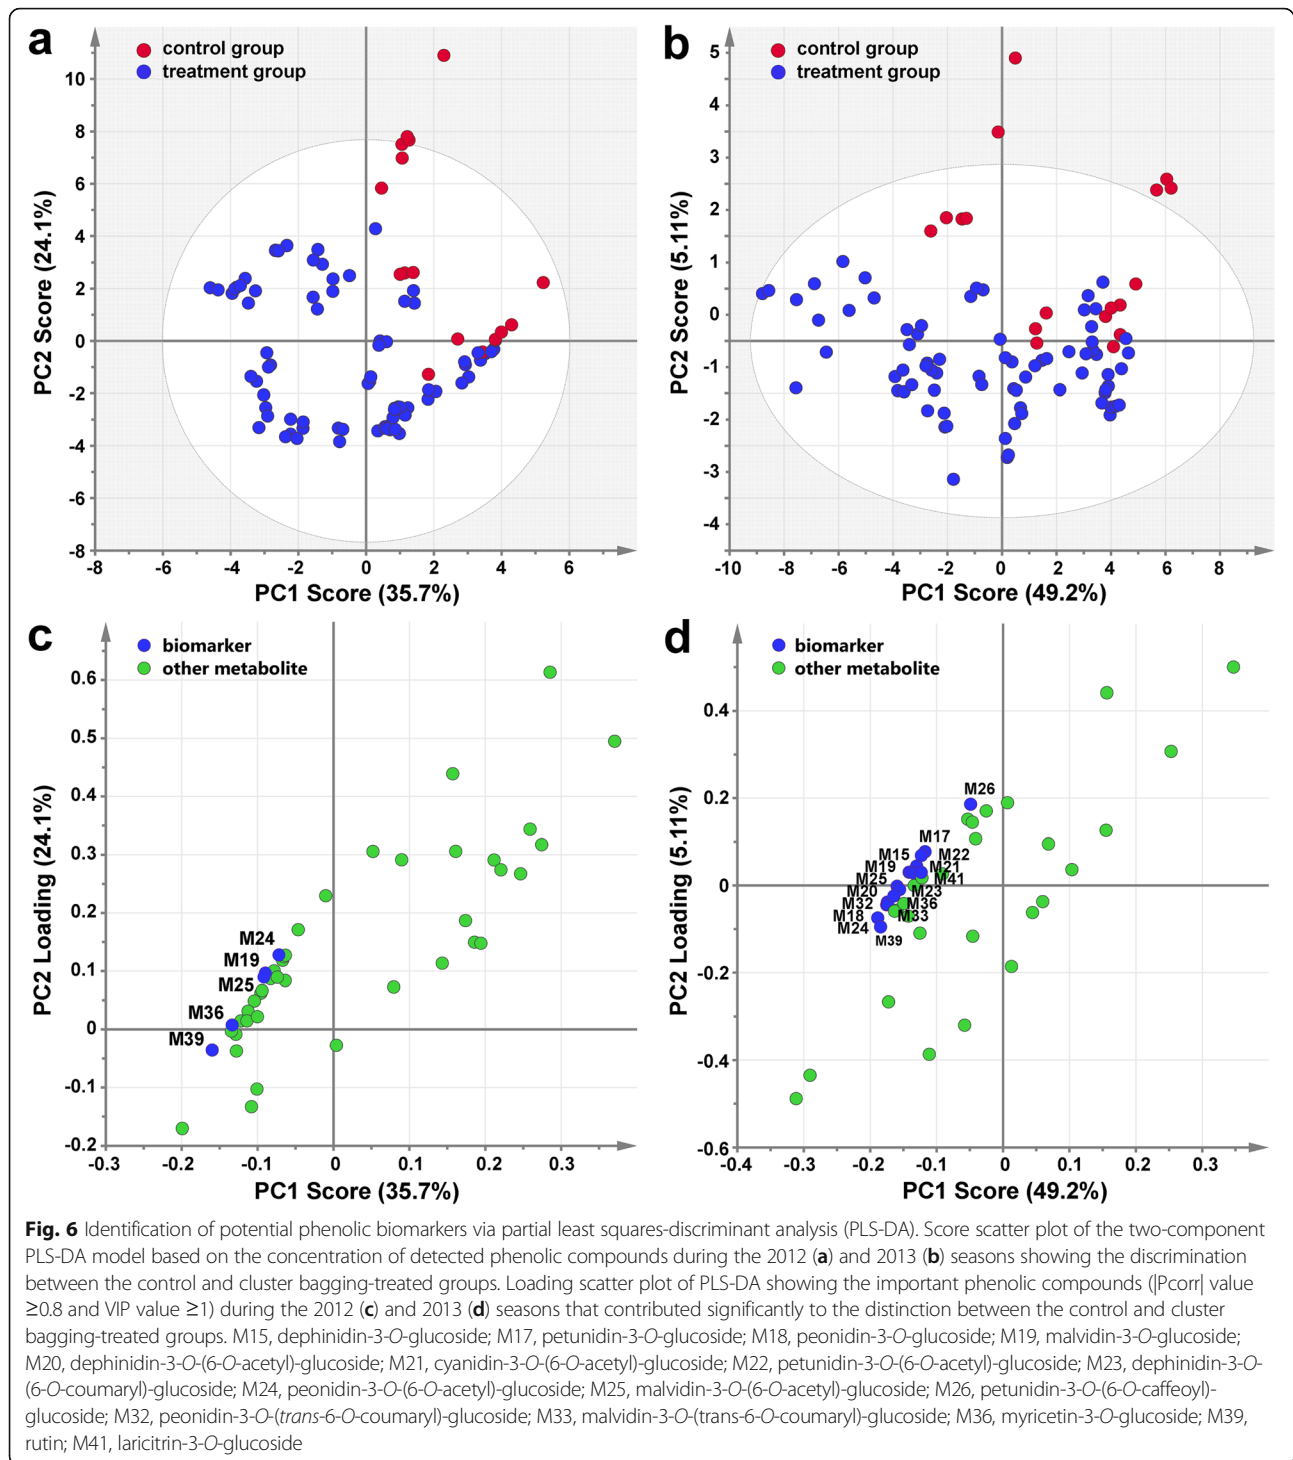 a
control group
treatment group
10
8
6
4
2
0
-2
-4
-6
-8
-8 -6 -4 -2 0 2 4 6
PC2 Score (24.1%)
PC1 Score (35.7%)
b
control group
treatment group
5
4
3
2
1
0
-1
-2
-3
-4
-10 -8 -6 -4 -2 0 2 4 6 8
PC2 Score (5.11%)
PC1 Score (49.2%)
c
biomarker
other metabolite
0.6
0.5
0.4
0.3
0.2
0.1
0
-0.1
-0.2
M24
M19
M25
M36
M39
-0.3 -0.2 -0.1 0 0.1 0.2 0.3
PC2 Loading (24.1%)
PC1 Score (35.7%)
d
biomarker
other metabolite
0.4
0.2
0
-0.2
-0.4
-0.6
M26
M17
M15 M22
M19 M21
M25 M41
M20 M23
M32 M36
M18 M33
M24 M39
-0.4 -0.3 -0.2 -0.1 0 0.1 0.2 0.3
PC2 Loading (5.11%)
PC1 Score (49.2%)
Fig. 6 Identification of potential phenolic biomarkers via partial least squares-discriminant analysis (PLS-DA). Score scatter plot of the two-component
PLS-DA model based on the concentration of detected phenolic compounds during the 2012 (a) and 2013 (b) seasons showing the discrimination
between the control and cluster bagging-treated groups. Loading scatter plot of PLS-DA showing the important phenolic compounds (|Pcorr| value
≥0.8 and VIP value ≥1) during the 2012 (c) and 2013 (d) seasons that contributed significantly to the distinction between the control and cluster
bagging-treated groups. M15, dephinidin-3-O-glucoside; M17, petunidin-3-O-glucoside; M18, peonidin-3-O-glucoside; M19, malvidin-3-O-glucoside;
M20, dephinidin-3-O-(6-O-acetyl)-glucoside; M21, cyanidin-3-O-(6-O-acetyl)-glucoside; M22, petunidin-3-O-(6-O-acetyl)-glucoside; M23, dephinidin-3-O-
(6-O-coumaryl)-glucoside; M24, peonidin-3-O-(6-O-acetyl)-glucoside; M25, malvidin-3-O-(6-O-acetyl)-glucoside; M26, petunidin-3-O-(6-O-caffeoyl)-
glucoside; M32, peonidin-3-O-(trans-6-O-coumaryl)-glucoside; M33, malvidin-3-O-(trans-6-O-coumaryl)-glucoside; M36, myricetin-3-O-glucoside; M39,
rutin; M41, laricitrin-3-O-glucoside